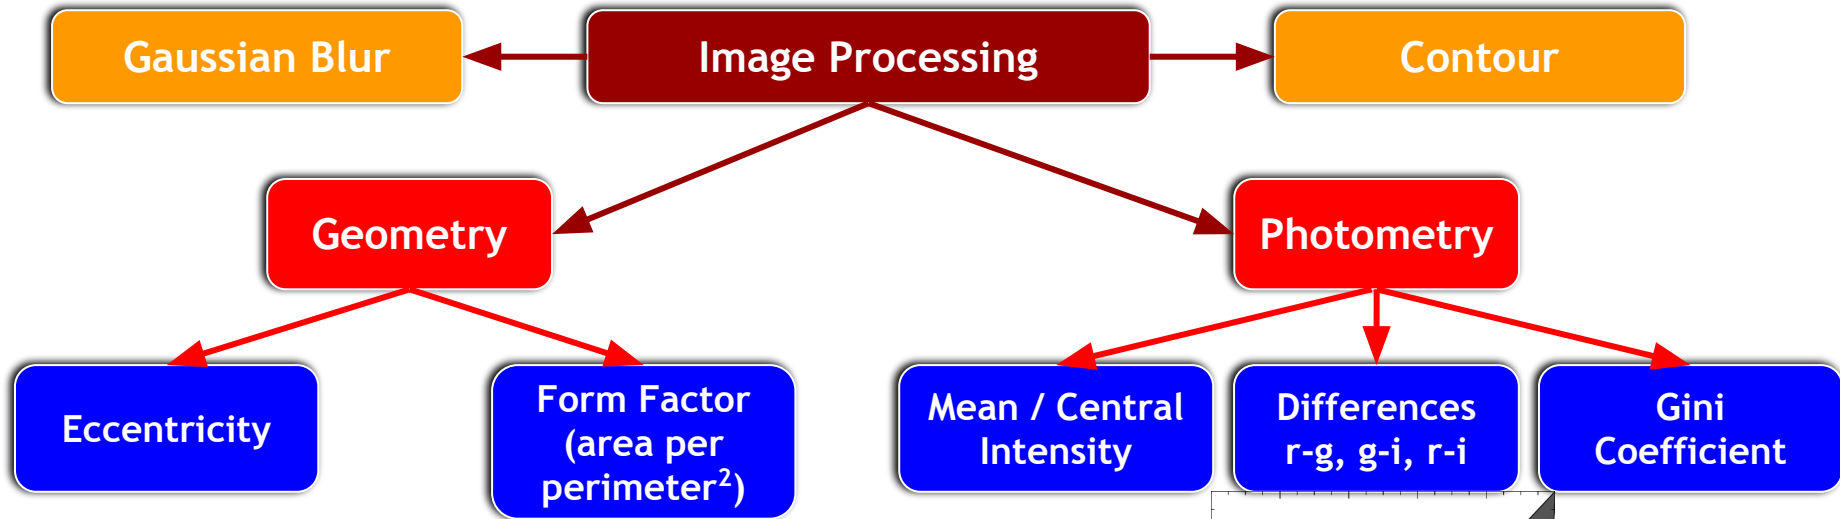 Gaussian Blur
Image Processing
Contour
Geometry
Photometry
Eccentricity
Form Factor
(area per
perimeter²)
Mean / Central
Intensity
Differences
r-g, g-i, r-i
Gini
Coefficient